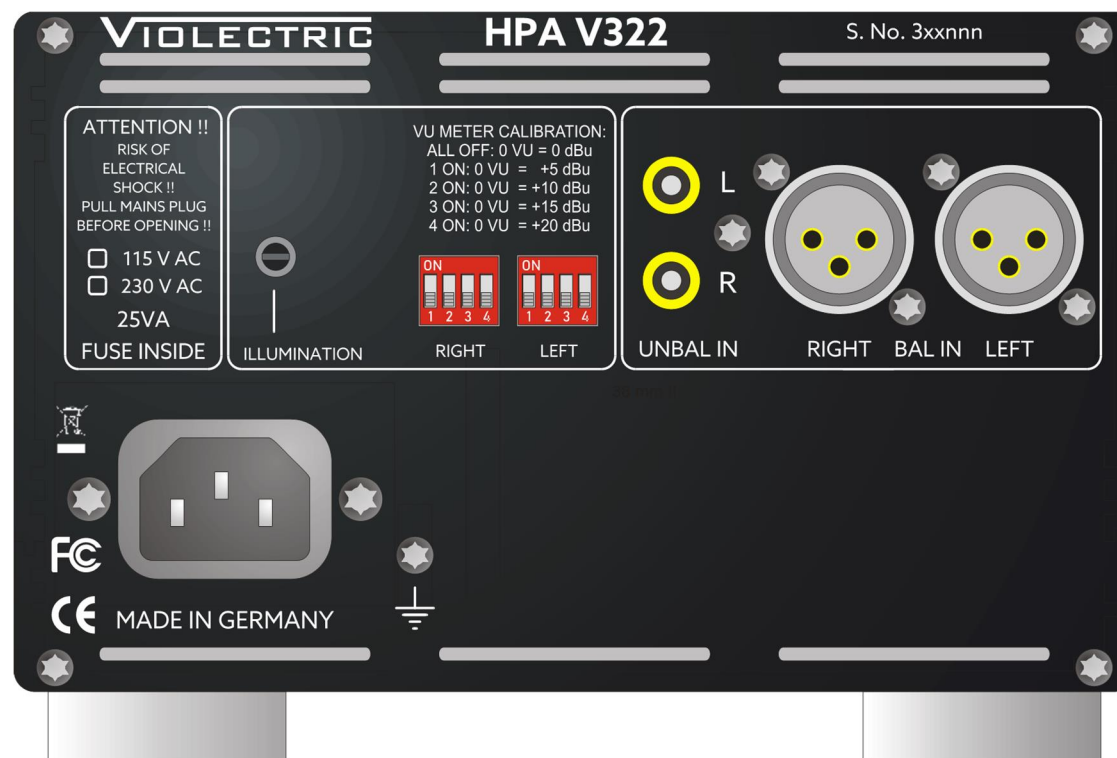 VIOLECTRIC
HPA V322
S. No. 3xxnnn
ATTENTION !!
RISK OF
ELECTRICAL
SHOCK !!
PULL MAINS PLUG
BEFORE OPENING !!
115 V AC
230 V AC
25VA
FUSE INSIDE
ILLUMINATION
VU METER CALIBRATION:
ALL OFF: 0 VU = 0 dBu
1 ON: 0 VU = +5 dBu
2 ON: 0 VU = +10 dBu
3 ON: 0 VU = +15 dBu
4 ON: 0 VU = +20 dBu
ON
1 2 3 4
RIGHT
ON
1 2 3 4
LEFT
L
R
UNBAL IN
RIGHT BAL IN LEFT
FC
CE MADE IN GERMANY